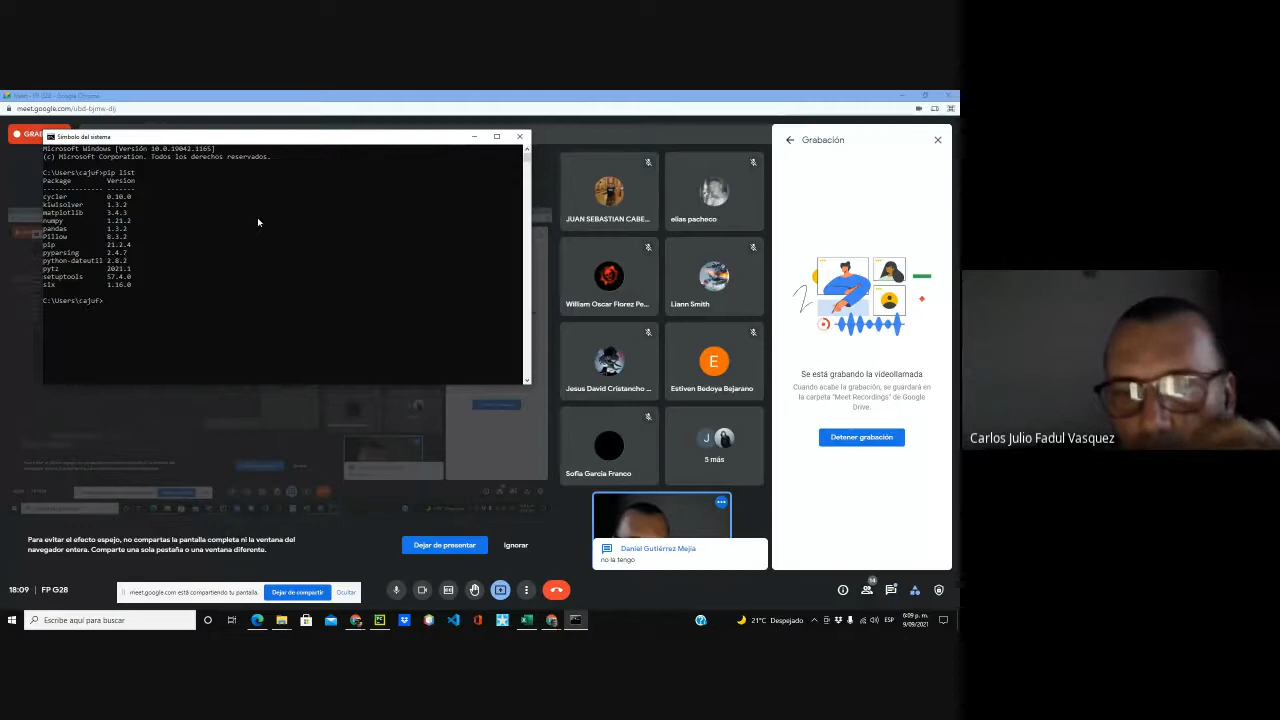 Meet - FP G28 - Google Chrome
meet.google.com/ubd-bjmw-dij
GRA
Símbolo del sistema
Microsoft Windows [Versión 10.0.19042.1165]
(c) Microsoft Corporation. Todos los derechos reservados.
C:\Users\cajuf>pip list
Package Version
--------------- -------
cycler 0.10.0
kiwisolver 1.3.2
matplotlib 3.4.3
numpy 1.21.2
pandas 1.3.2
Pillow 8.3.2
pip 21.2.4
pyparsing 2.4.7
python-dateutil 2.8.2
pytz 2021.1
setuptools 57.4.0
six 1.16.0
C:\Users\cajuf>
JUAN SEBASTIAN CABE...
elias pacheco
William Oscar Florez Pe...
Liann Smith
Jesus David Cristancho ...
E
Estiven Bedoya Bejarano
Sofia Garcia Franco
J
5 más
Daniel Gutiérrez Mejía
no la tengo
Grabación
Se está grabando la videollamada
Cuando acabe la grabación, se guardará en
la carpeta "Meet Recordings" de Google
Drive.
Detener grabación
Carlos Julio Fadul Vasquez
Para evitar el efecto espejo, no compartas la pantalla completa ni la ventana del
navegador entera. Comparte una sola pestaña o una ventana diferente.
Dejar de presentar
Ignorar
18:09 | FP G28
meet.google.com está compartiendo tu pantalla.
Dejar de compartir
Ocultar
14
Escribe aquí para buscar
21°C Despejado
ESP
6:09 p. m.
9/09/2021